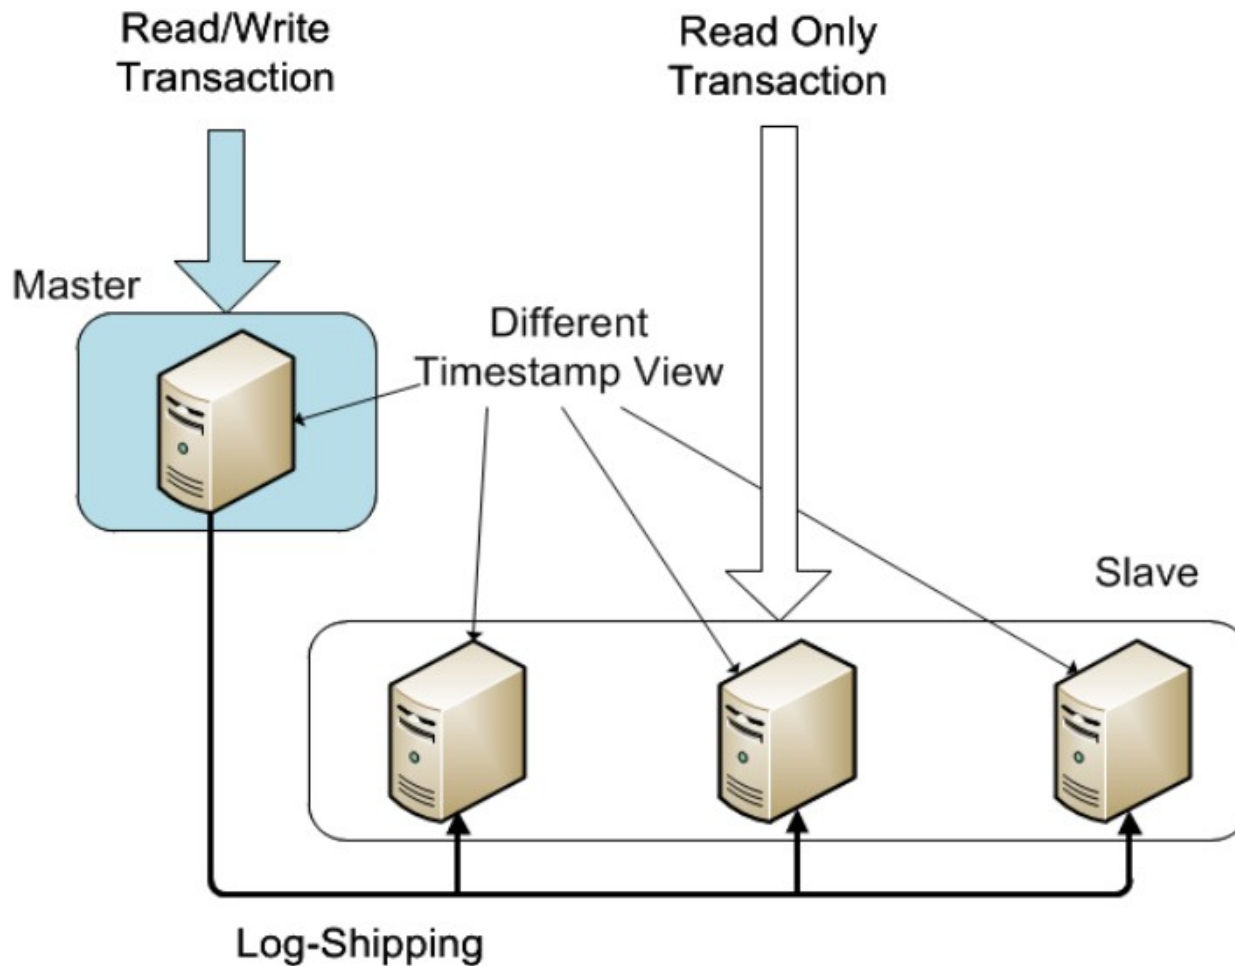 Read/Write
Transaction
Read Only
Transaction
Master
Different
Timestamp View
Slave
Log-Shipping